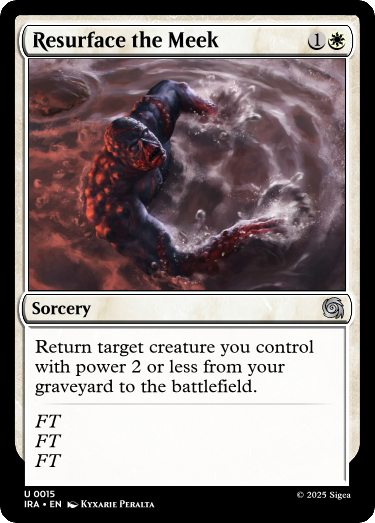 Resurface the Meek 1
Sorcery
Return target creature you control
with power 2 or less from your
graveyard to the battlefield.
FT
FT
FT
U 0015
IRA • EN Kyxarie Peralta
© 2025 Sigea